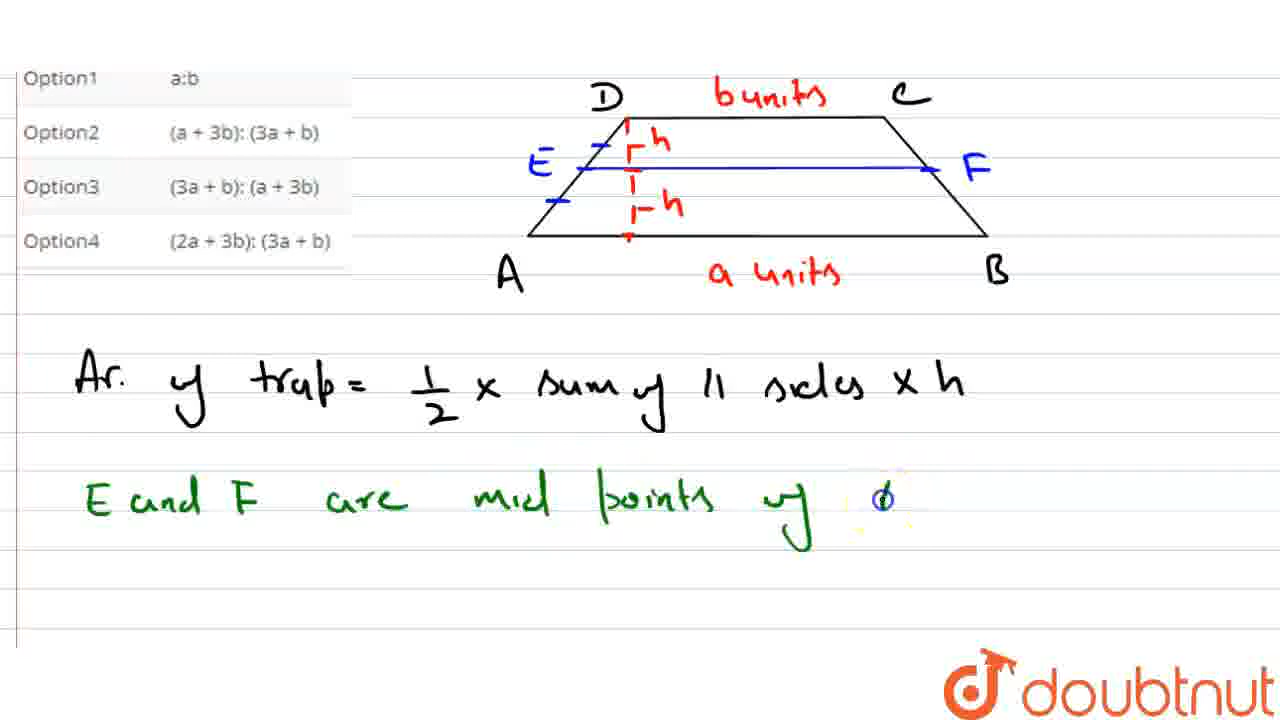 Option1 a:b
Option2 (a + 3b): (3a + b)
Option3 (3a + b): (a + 3b)
Option4 (2a + 3b): (3a + b)
D b units C
h
E F
h
A a units B
Ar. of trap = 1/2 × sum of || sides × h
E and F are mid points of
doubtnut